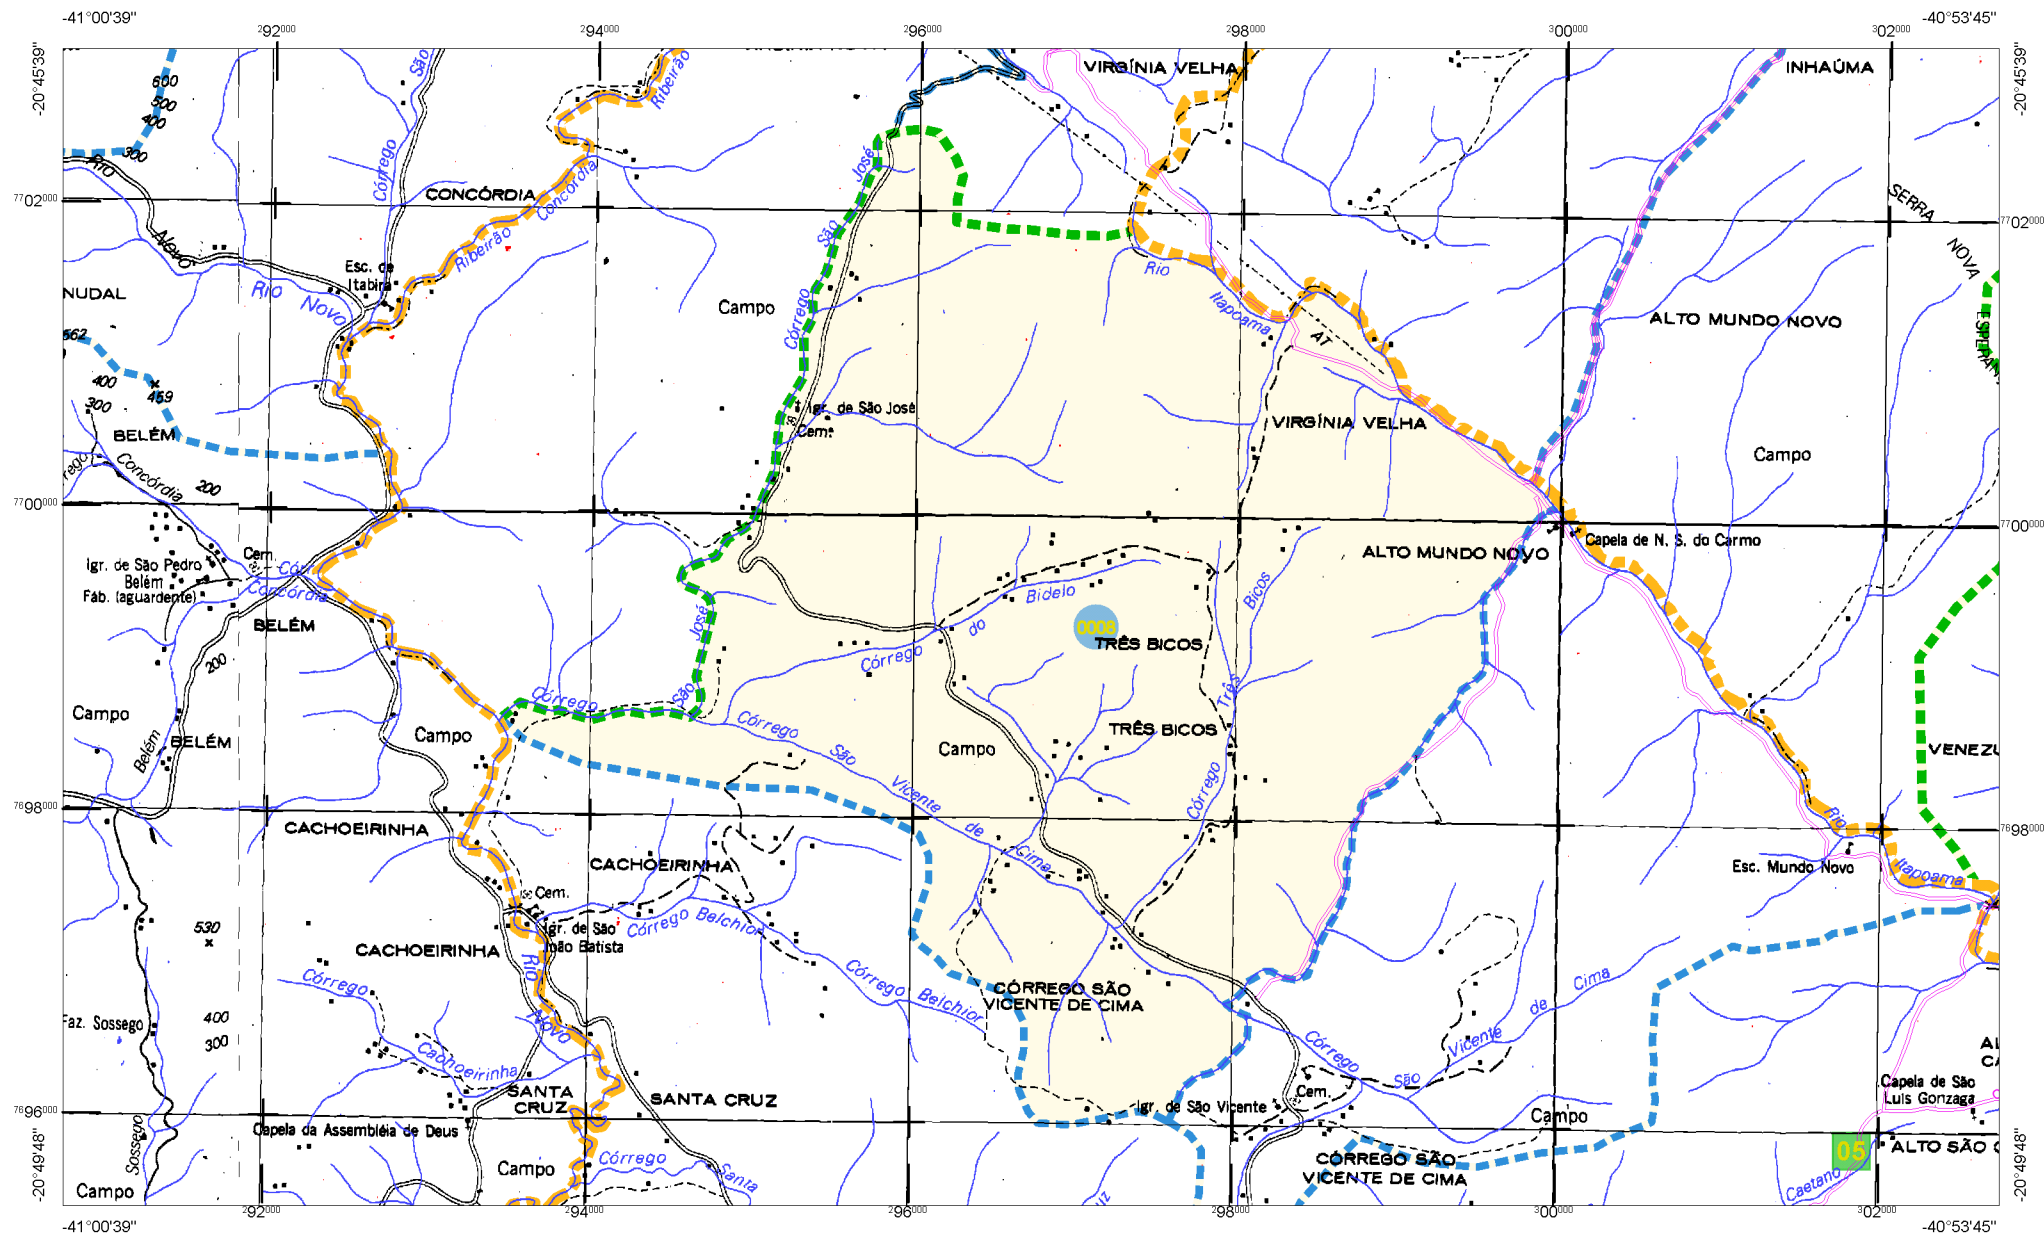 -41°00'39"
-40°53'45"
292000
294000
296000
298000
300000
302000
-20°45'39"
-20°45'39"
600
500
400
300
São
Ribeirão
VIRGÍNIA VELHA
INHAÚMA
Rio
Córrego
José
CONCÓRDIA
Concórdia
7702000
7702000
SERRA
NOVA
Novo
São
Ribeirão
Esc. de
Itabira
Rio
NUDAL
Rio Novo
Campo
Córrego
Itapoama
ALTO MUNDO NOVO
AT
562
400
459
300
Igr. de São José
Cem.
VIRGÍNIA VELHA
BELÉM
Concórdia
Campo
200
7700000
7700000
Capela de N. S. do Carmo
ALTO MUNDO NOVO
Cem.
Igr. de São Pedro
Belém
Fáb. (aguardente)
Concórdia
Bidelo
Bicos
BELÉM
José
do
0008
TRÊS BICOS
Córrego
200
São
Três
Campo
BELÉM
Belém
Córrego
Campo
Córrego
São
TRÊS BICOS
Campo
VENEZU
Vicente
Córrego
7698000
7698000
Rio
CACHOEIRINHA
de
Cima
CACHOEIRINHA
Esc. Mundo Novo
Itapoama
Cem.
530
Igr. de São
João Batista
Córrego Belchior
CACHOEIRINHA
Rio
Córrego
Córrego Belchior
CÓRREGO SÃO
VICENTE DE CIMA
Cima
de
Faz. Sossego
400
300
Novo
Vicente
Córrego
Cachoeirinha
São
SANTA
CRUZ
SANTA CRUZ
Cem.
Igr. de São Vicente
Capela de São
Luis Gonzaga
Campo
7696000
Capela da Assembléia de Deus
Sossego
05
ALTO SÃO
Campo
Córrego
Santa
CÓRREGO SÃO
VICENTE DE CIMA
Caetano
Campo
-20°49'48"
-20°49'48"
292000
294000
296000
298000
300000
302000
-41°00'39"
-40°53'45"